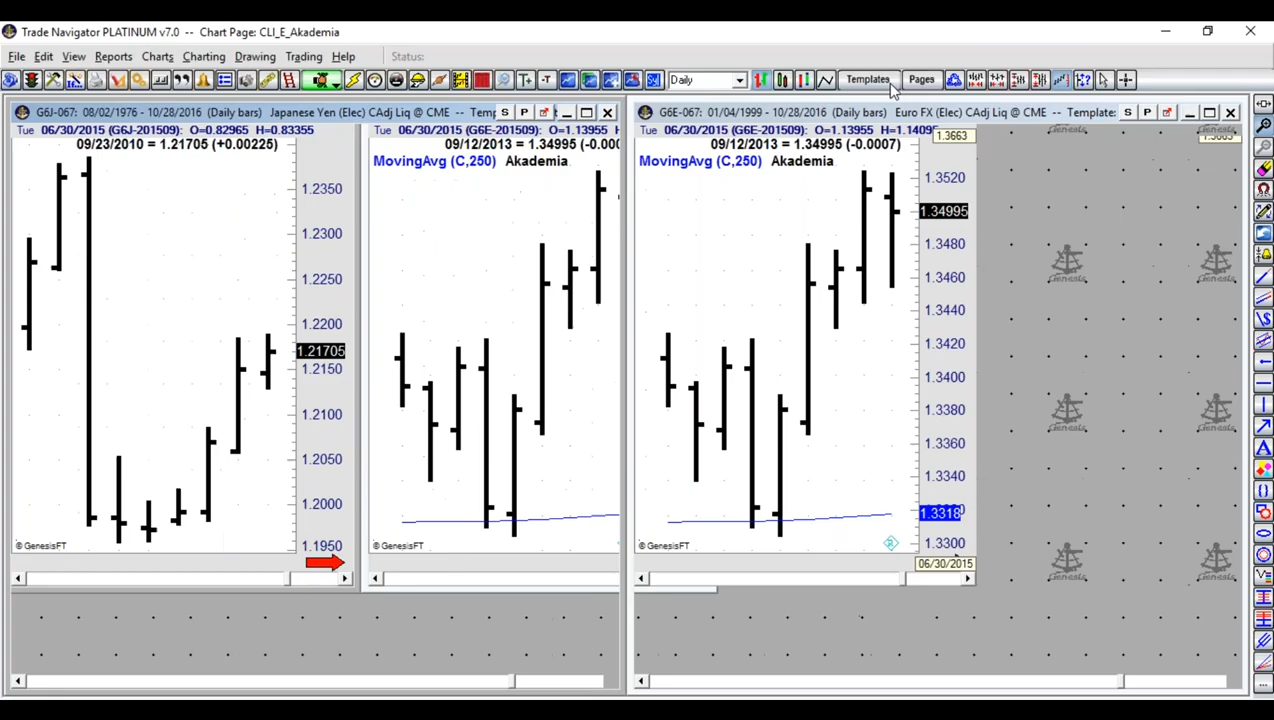 Trade Navigator PLATINUM v7.0 -- Chart Page: CLI_E_Akademia
File Edit View Reports Charts Charting Drawing Trading Help Status:
Daily Templates Pages
G6J-067: 08/02/1976 - 10/28/2016 (Daily bars) Japanese Yen (Elec) CAdj Liq @ CME -- Temp
S P
Tue 06/30/2015 (G6J-201509) O=0.82965 H=0.83355
09/23/2010 = 1.21705 (+0.00225)
1.2350
1.2300
1.2250
1.2200
1.21705
1.2150
1.2100
1.2050
1.2000
1.1950
© GenesisFT
Tue 06/30/2015 (G6E-201509) O=1.13955 H=
09/12/2013 = 1.34995 (-0.000
MovingAvg (C,250) Akademia
© GenesisFT
G6E-067: 01/04/1999 - 10/28/2016 (Daily bars) Euro FX (Elec) CAdj Liq @ CME -- Template:
S P
Tue 06/30/2015 (G6E-201509) O=1.13955 H=1.14095
1.3663
09/12/2013 = 1.34995 (-0.0007)
MovingAvg (C,250) Akademia
1.3520
1.34995
1.3480
1.3460
1.3440
1.3420
1.3400
1.3380
1.3360
1.3340
1.3318
1.3300
© GenesisFT
06/30/2015
Genesis
Genesis
Genesis
Genesis
Genesis
Genesis